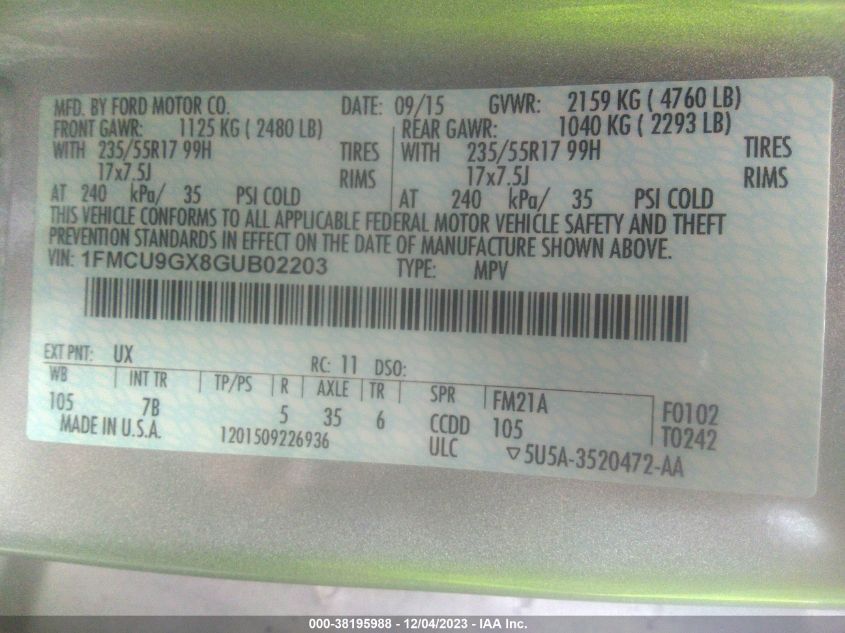 MFD. BY FORD MOTOR CO. DATE: 09/15 GVWR: 2159 KG ( 4760 LB)
FRONT GAWR: 1125 KG ( 2480 LB) REAR GAWR: 1040 KG ( 2293 LB)
WITH 235/55R17 99H TIRES WITH 235/55R17 99H TIRES
17x7.5J RIMS 17x7.5J RIMS
AT 240 kPa/ 35 PSI COLD AT 240 kPa/ 35 PSI COLD
THIS VEHICLE CONFORMS TO ALL APPLICABLE FEDERAL MOTOR VEHICLE SAFETY AND THEFT
PREVENTION STANDARDS IN EFFECT ON THE DATE OF MANUFACTURE SHOWN ABOVE.
VIN: 1FMCU9GX8GUB02203 TYPE: MPV
EXT PNT: UX RC: 11 DSO:
WB INT TR TP/PS R AXLE TR SPR FM21A F0102
105 7B 5 35 6 CCDD 105 T0242
MADE IN U.S.A. 1201509226936 ULC ▽5U5A-3520472-AA
000-38195988 - 12/04/2023 - IAA Inc.